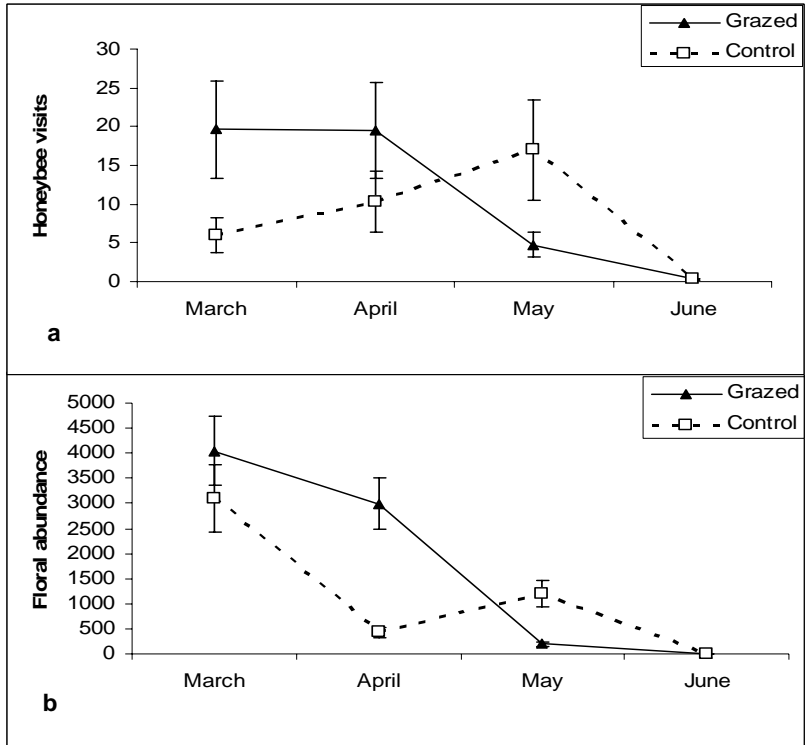 Grazed
Control
Honeybee visits
30
25
20
15
10
5
0
March April May June
a
Grazed
Control
Floral abundance
5000
4500
4000
3500
3000
2500
2000
1500
1000
500
0
March April May June
b